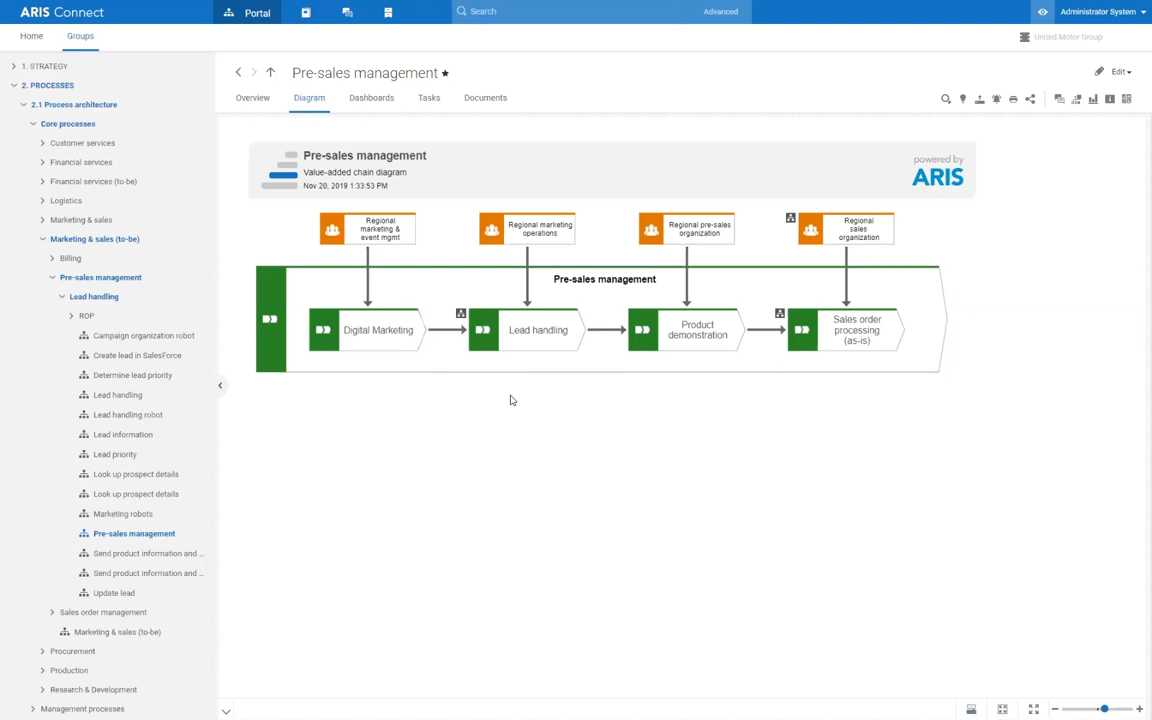 ARIS Connect
Portal
Search
Advanced
Administrator System
Home
Groups
United Motor Group
1. STRATEGY
2. PROCESSES
2.1 Process architecture
Core processes
Customer services
Financial services
Financial services (to-be)
Logistics
Marketing & sales
Marketing & sales (to-be)
Billing
Pre-sales management
Lead handling
ROP
Campaign organization robot
Create lead in SalesForce
Determine lead priority
Lead handling
Lead handling robot
Lead information
Lead priority
Look up prospect details
Look up prospect details
Marketing robots
Pre-sales management
Send product information and ...
Send product information and ...
Update lead
Sales order management
Marketing & sales (to-be)
Procurement
Production
Research & Development
Management processes
Pre-sales management
Edit
Overview
Diagram
Dashboards
Tasks
Documents
Pre-sales management
Value-added chain diagram
Nov 20, 2019 1:33:53 PM
powered by
ARIS
Regional
marketing &
event mgmt
Regional marketing
operations
Regional pre-sales
organization
Regional
sales
organization
Pre-sales management
Digital Marketing
Lead handling
Product
demonstration
Sales order
processing
(as-is)